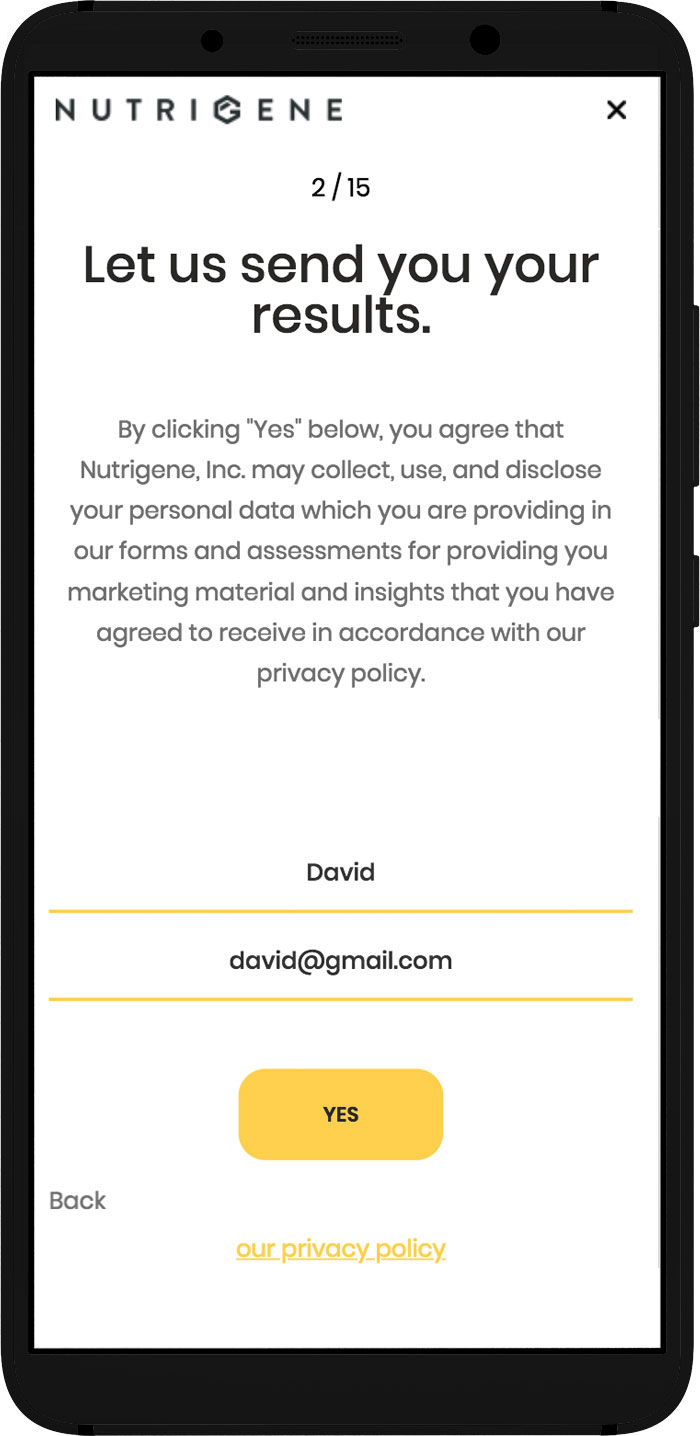 NUTRIGENE
2 / 15
Let us send you your
results.
By clicking "Yes" below, you agree that
Nutrigene, Inc. may collect, use, and disclose
your personal data which you are providing in
our forms and assessments for providing you
marketing material and insights that you have
agreed to receive in accordance with our
privacy policy.
David
david@gmail.com
YES
Back
our privacy policy